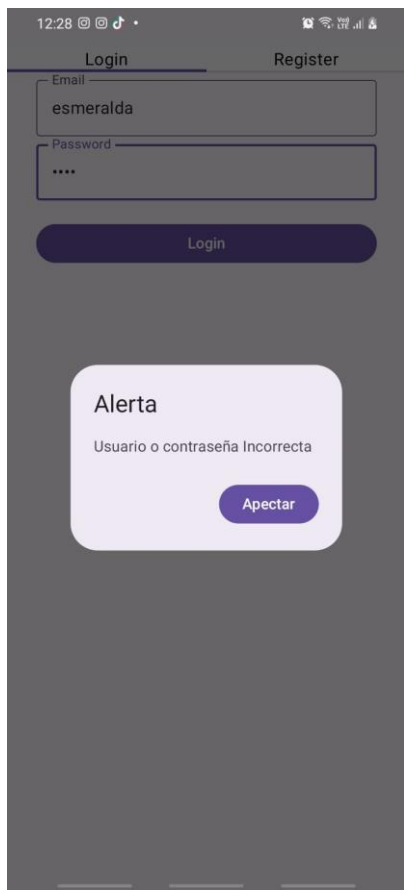 12:28
Login Register
Email
esmeralda
Password
Login
Alerta
Usuario o contraseña Incorrecta
Apectar